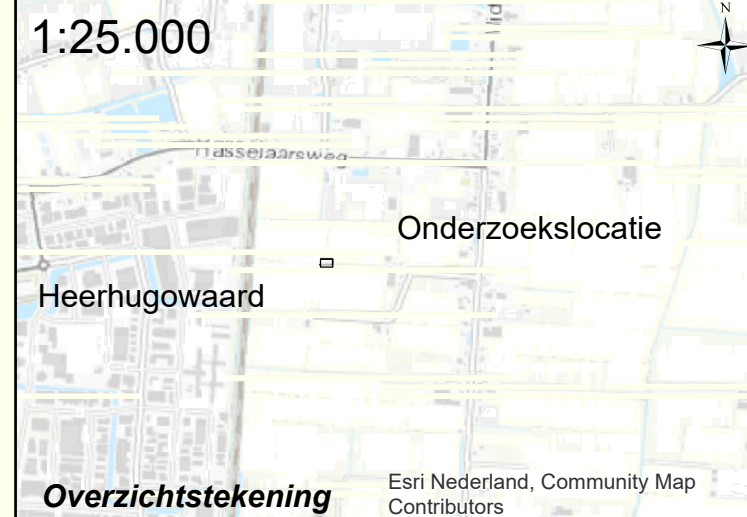 1:25.000
N
Hasselaarsweg
Onderzoekslocatie
Heerhugowaard
Overzichtstekening
Esri Nederland, Community Map
Contributors